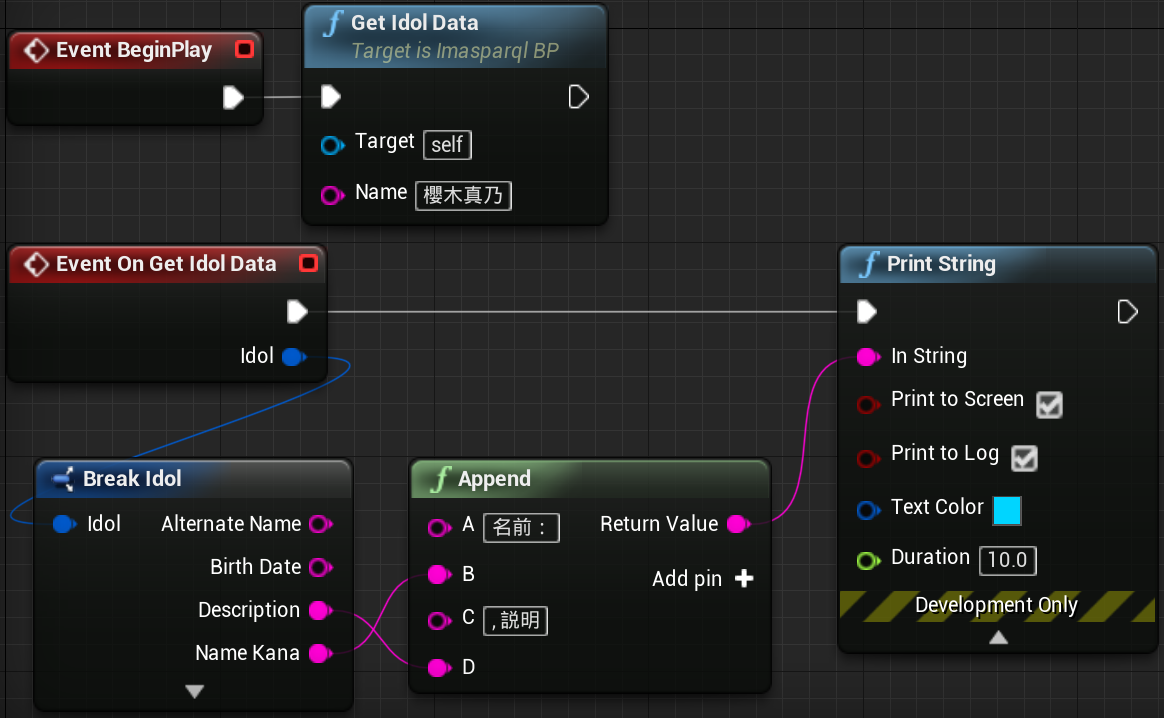 Event BeginPlay
Get Idol Data
Target is Imasparql BP
Target self
Name 櫻木真乃
Event On Get Idol Data
Idol
Print String
In String
Print to Screen
Print to Log
Text Color
Duration 10.0
Development Only
Break Idol
Idol Alternate Name
Birth Date
Description
Name Kana
Append
A 名前： Return Value
B Add pin
C ,説明
D